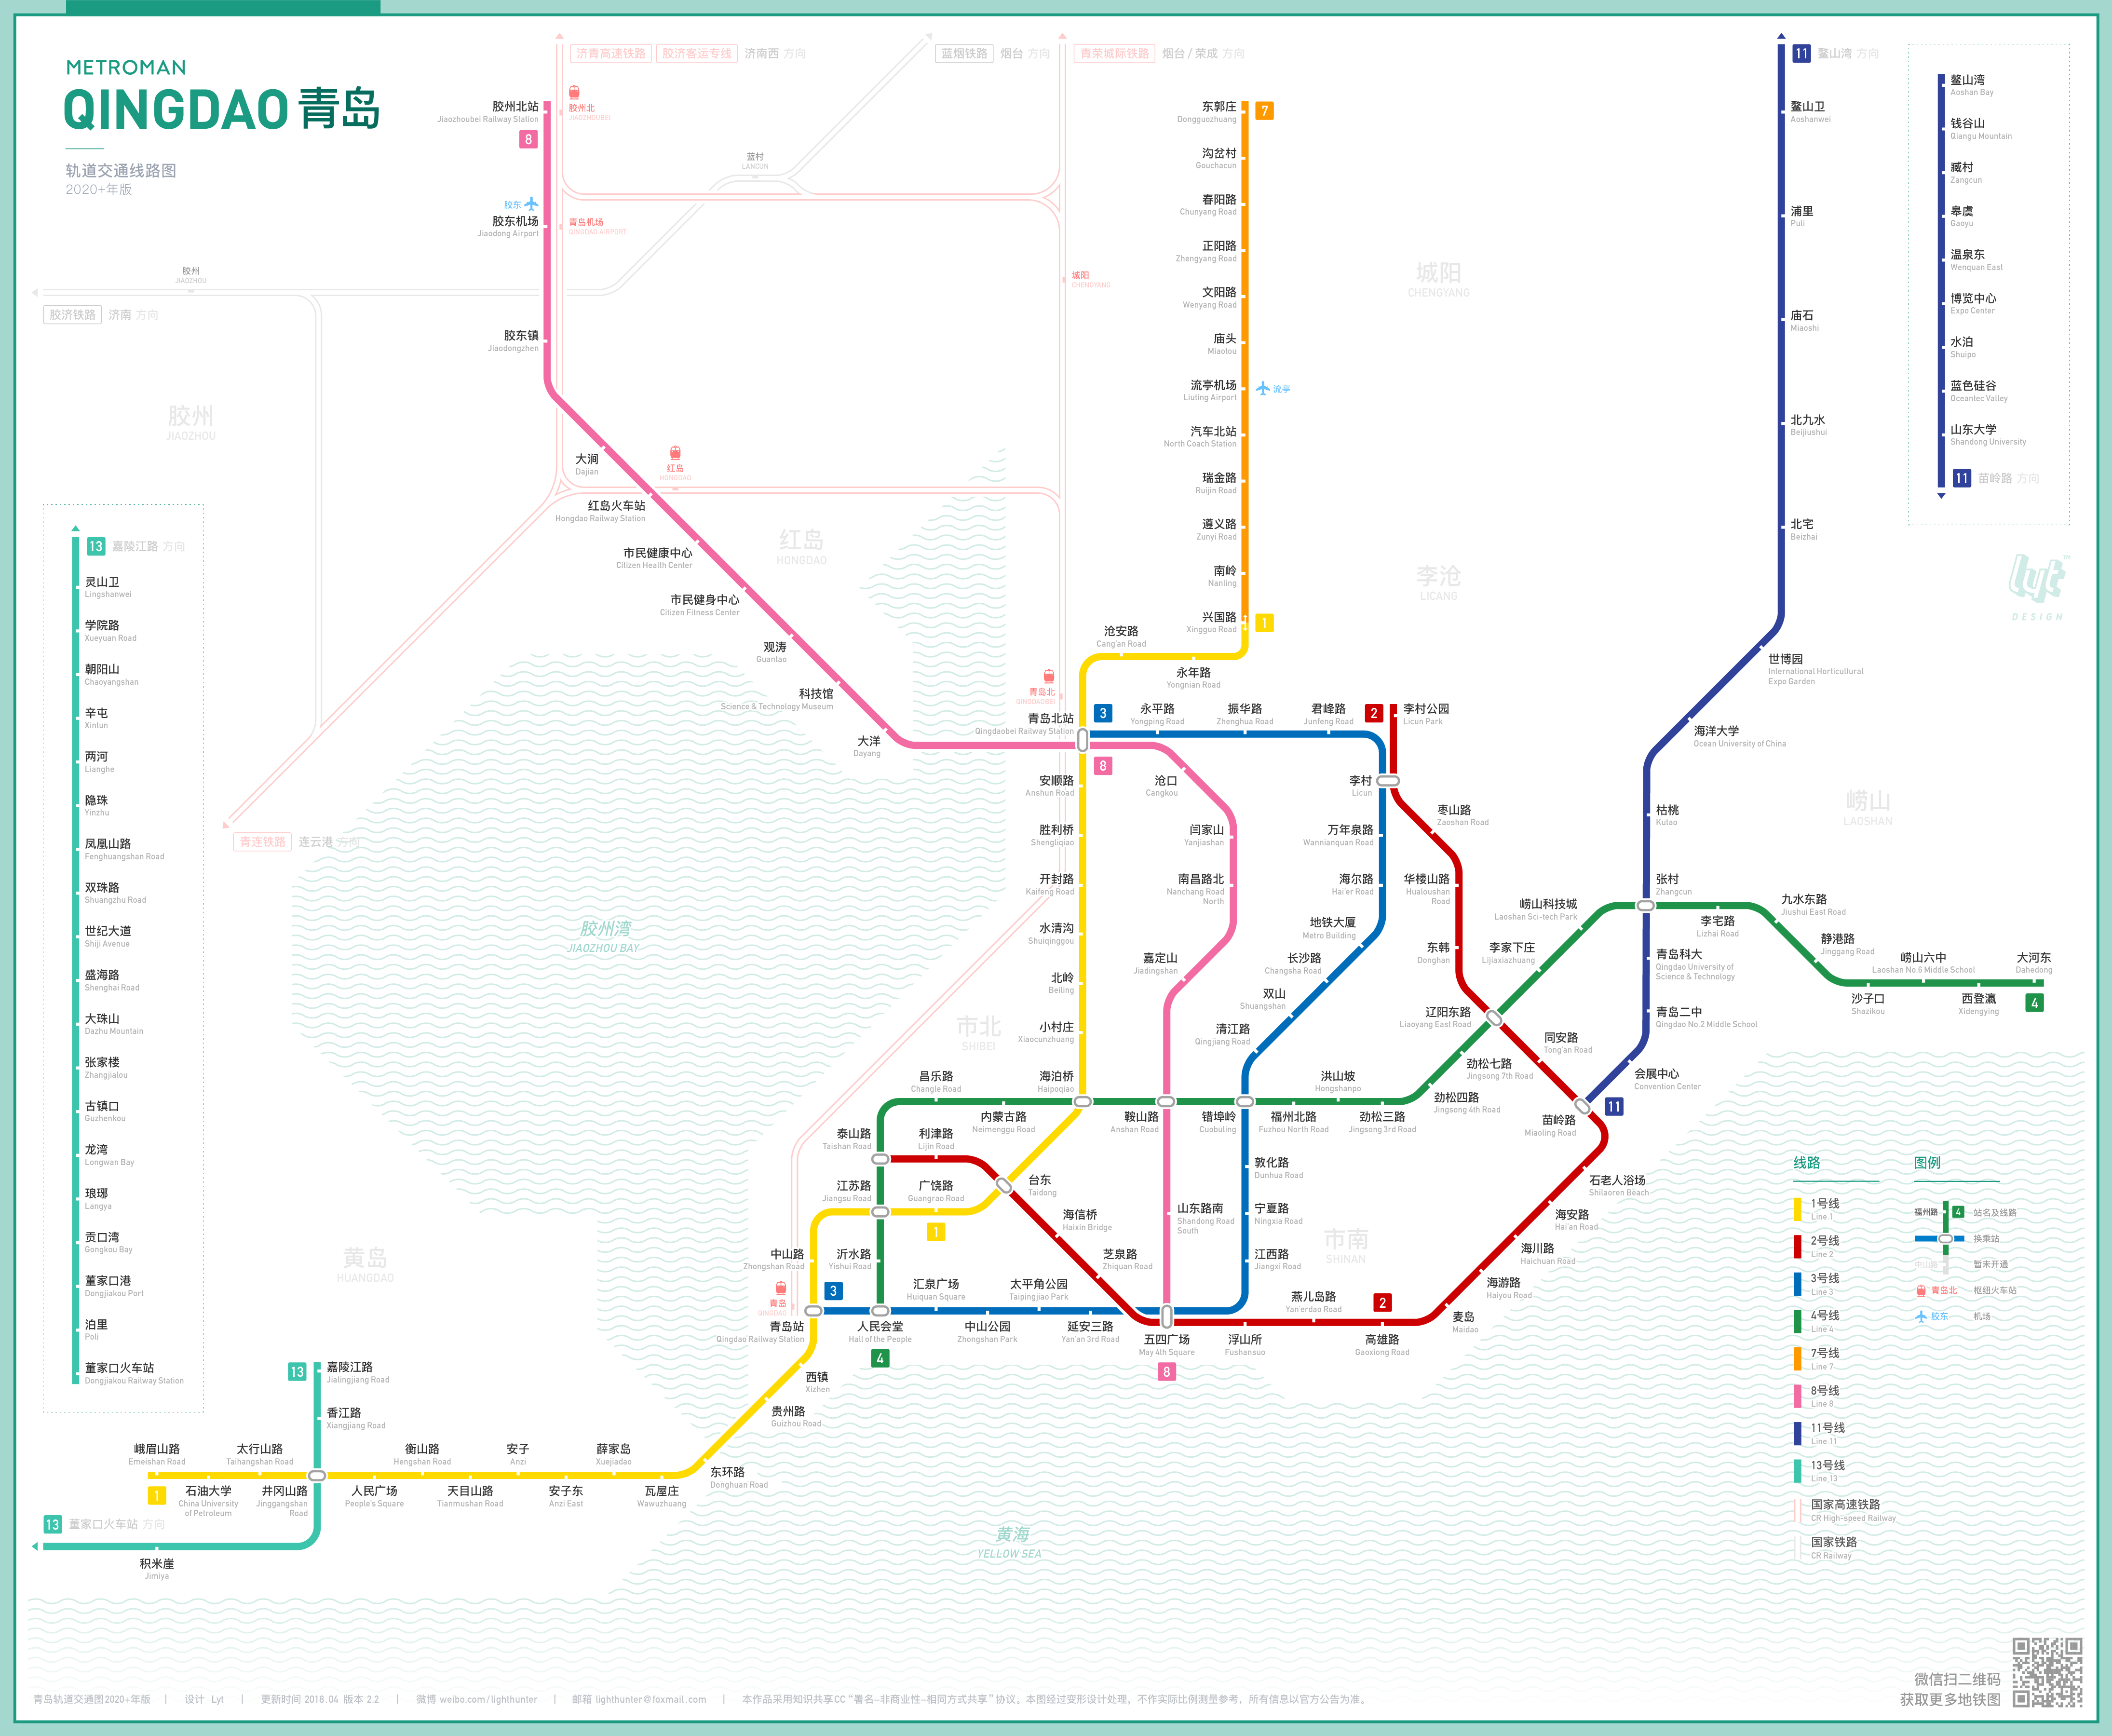 METROMAN
QINGDAO 青岛
轨道交通线路图
2020+年版
济青高速铁路 胶济客运专线 济南西 方向
蓝烟铁路 烟台 方向
青荣城际铁路 烟台 / 荣成 方向
胶济铁路 济南 方向
青连铁路 连云港 方向
胶州
JIAOZHOU
蓝村
LANCUN
胶州北
JIAOZHOUBEI
青岛机场
QINGDAO AIRPORT
城阳
CHENGYANG
红岛
HONGDAO
青岛北
QINGDAOBEI
青岛
QINGDAO
胶东
流亭
胶州
JIAOZHOU
红岛
HONGDAO
城阳
CHENGYANG
李沧
LICANG
崂山
LAOSHAN
市北
SHIBEI
市南
SHINAN
黄岛
HUANGDAO
胶州湾
JIAOZHOU BAY
黄海
YELLOW SEA
胶州北站
Jiaozhoubei Railway Station
8
胶东机场
Jiaodong Airport
胶东镇
Jiaodongzhen
大涧
Dajian
红岛火车站
Hongdao Railway Station
市民健康中心
Citizen Health Center
市民健身中心
Citizen Fitness Center
观涛
Guantao
科技馆
Science & Technology Museum
大洋
Dayang
青岛北站
Qingdaobei Railway Station
3
8
沧口
Cangkou
闫家山
Yanjiashan
南昌路北
Nanchang Road
North
嘉定山
Jiadingshan
鞍山路
Anshan Road
山东路南
Shandong Road
South
五四广场
May 4th Square
8
东郭庄
Dongguozhuang
7
沟岔村
Gouchacun
春阳路
Chunyang Road
正阳路
Zhengyang Road
文阳路
Wenyang Road
庙头
Miaotou
流亭机场
Liuting Airport
汽车北站
North Coach Station
瑞金路
Ruijin Road
遵义路
Zunyi Road
南岭
Nanling
兴国路
Xingguo Road
1
沧安路
Cang'an Road
永年路
Yongnian Road
安顺路
Anshun Road
胜利桥
Shengliqiao
开封路
Kaifeng Road
水清沟
Shuiqinggou
北岭
Beiling
小村庄
Xiaocunzhuang
海泊桥
Haipoqiao
台东
Taidong
广饶路
Guangrao Road
1
江苏路
Jiangsu Road
中山路
Zhongshan Road
青岛站
Qingdao Railway Station
3
西镇
Xizhen
贵州路
Guizhou Road
东环路
Donghuan Road
瓦屋庄
Wawuzhuang
薛家岛
Xuejiadao
安子东
Anzi East
安子
Anzi
天目山路
Tianmushan Road
衡山路
Hengshan Road
人民广场
People's Square
井冈山路
Jinggangshan
Road
太行山路
Taihangshan Road
石油大学
China University
of Petroleum
峨眉山路
Emeishan Road
1
永平路
Yongping Road
振华路
Zhenghua Road
君峰路
Junfeng Road
2
李村公园
Licun Park
李村
Licun
万年泉路
Wannianquan Road
海尔路
Hai'er Road
地铁大厦
Metro Building
长沙路
Changsha Road
双山
Shuangshan
清江路
Qingjiang Road
错埠岭
Cuobuling
敦化路
Dunhua Road
宁夏路
Ningxia Road
江西路
Jiangxi Road
延安三路
Yan'an 3rd Road
太平角公园
Taipingjiao Park
中山公园
Zhongshan Park
汇泉广场
Huiquan Square
人民会堂
Hall of the People
4
枣山路
Zaoshan Road
华楼山路
Hualoushan
Road
东韩
Donghan
辽阳东路
Liaoyang East Road
同安路
Tong'an Road
苗岭路
Miaoling Road
石老人浴场
Shilaoren Beach
海安路
Hai'an Road
海川路
Haichuan Road
海游路
Haiyou Road
麦岛
Maidao
2
高雄路
Gaoxiong Road
燕儿岛路
Yan'erdao Road
浮山所
Fushansuo
芝泉路
Zhiquan Road
海信桥
Haixin Bridge
利津路
Lijin Road
泰山路
Taishan Road
沂水路
Yishui Road
昌乐路
Changle Road
内蒙古路
Neimenggu Road
福州北路
Fuzhou North Road
洪山坡
Hongshanpo
劲松三路
Jingsong 3rd Road
劲松四路
Jingsong 4th Road
劲松七路
Jingsong 7th Road
李家下庄
Lijiaxiazhuang
崂山科技城
Laoshan Sci-tech Park
张村
Zhangcun
李宅路
Lizhai Road
九水东路
Jiushui East Road
静港路
Jinggang Road
沙子口
Shazikou
崂山六中
Laoshan No.6 Middle School
西登瀛
Xidengying
大河东
Dahedong
4
11 鳌山湾 方向
鳌山卫
Aoshanwei
浦里
Puli
庙石
Miaoshi
北九水
Beijiushui
北宅
Beizhai
世博园
International Horticultural
Expo Garden
海洋大学
Ocean University of China
枯桃
Kutao
青岛科大
Qingdao University of
Science & Technology
青岛二中
Qingdao No.2 Middle School
会展中心
Convention Center
11
鳌山湾
Aoshan Bay
钱谷山
Qiangu Mountain
臧村
Zangcun
皋虞
Gaoyu
温泉东
Wenquan East
博览中心
Expo Center
水泊
Shuipo
蓝色硅谷
Oceantec Valley
山东大学
Shandong University
11 苗岭路 方向
lyt TM
DESIGN
13 嘉陵江路 方向
灵山卫
Lingshanwei
学院路
Xueyuan Road
朝阳山
Chaoyangshan
辛屯
Xintun
两河
Lianghe
隐珠
Yinzhu
凤凰山路
Fenghuangshan Road
双珠路
Shuangzhu Road
世纪大道
Shiji Avenue
盛海路
Shenghai Road
大珠山
Dazhu Mountain
张家楼
Zhangjialou
古镇口
Guzhenkou
龙湾
Longwan Bay
琅琊
Langya
贡口湾
Gongkou Bay
董家口港
Dongjiakou Port
泊里
Poli
董家口火车站
Dongjiakou Railway Station
13
嘉陵江路
Jialingjiang Road
香江路
Xiangjiang Road
13 董家口火车站 方向
积米崖
Jimiya
线路
1号线
Line 1
2号线
Line 2
3号线
Line 3
4号线
Line 4
7号线
Line 7
8号线
Line 8
11号线
Line 11
13号线
Line 13
国家高速铁路
CR High-speed Railway
国家铁路
CR Railway
图例
福州路 4 站名及线路
换乘站
中山路 暂未开通
青岛北 枢纽火车站
胶东 机场
微信扫二维码
获取更多地铁图
青岛轨道交通图2020+年版 | 设计 Lyt | 更新时间 2018.04 版本 2.2 | 微博 weibo.com/lighthunter | 邮箱 lighthunter@foxmail.com | 本作品采用知识共享CC“署名-非商业性-相同方式共享”协议。本图经过变形设计处理，不作实际比例测量参考，所有信息以官方公告为准。